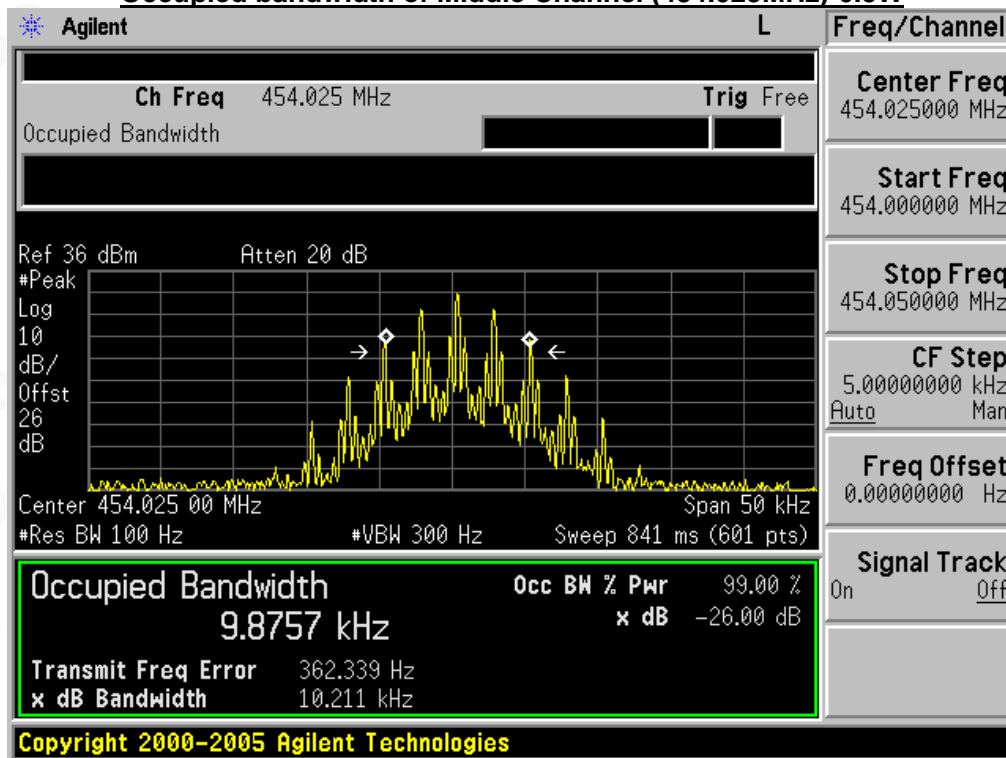 Agilent L Freq/Channel
Ch Freq 454.025 MHz Trig Free
Occupied Bandwidth
Center Freq
454.025000 MHz
Start Freq
454.000000 MHz
Stop Freq
454.050000 MHz
CF Step
5.00000000 kHz
Auto Man
Freq Offset
0.00000000 Hz
Signal Track
On Off
Ref 36 dBm Atten 20 dB
#Peak
Log
10
dB/
Offst
26
dB
Center 454.025 00 MHz Span 50 kHz
#Res BW 100 Hz #VBW 300 Hz Sweep 841 ms (601 pts)
Occupied Bandwidth Occ BW % Pwr 99.00 %
9.8757 kHz x dB -26.00 dB
Transmit Freq Error 362.339 Hz
x dB Bandwidth 10.211 kHz
Copyright 2000-2005 Agilent Technologies